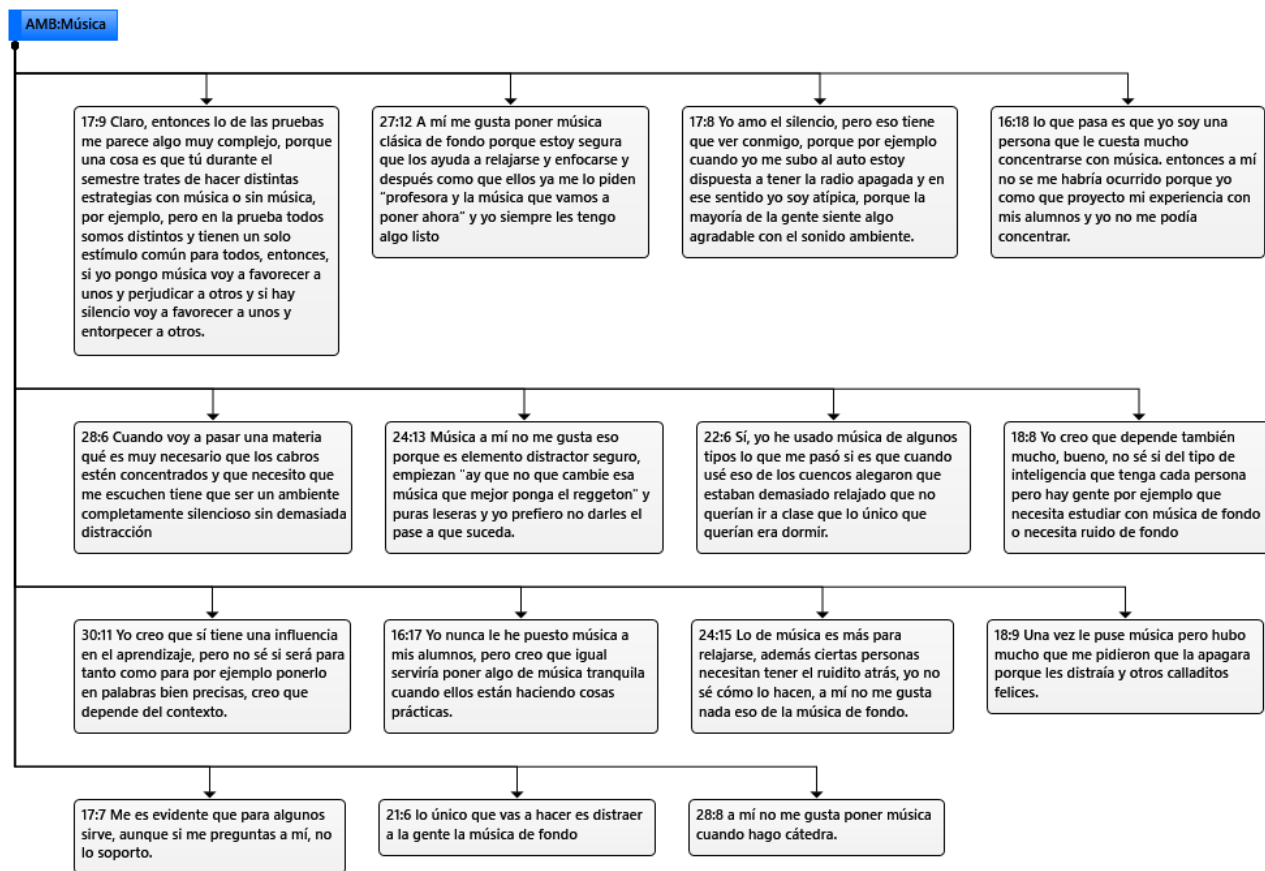 AMB:Música
17:9 Claro, entonces lo de las pruebas
me parece algo muy complejo, porque
una cosa es que tú durante el
semestre trates de hacer distintas
estrategias con música o sin música,
por ejemplo, pero en la prueba todos
somos distintos y tienen un solo
estímulo común para todos, entonces,
si yo pongo música voy a favorecer a
unos y perjudicar a otros y si hay
silencio voy a favorecer a unos y
entorpecer a otros.
27:12 A mí me gusta poner música
clásica de fondo porque estoy segura
que los ayuda a relajarse y enfocarse y
después como que ellos ya me lo piden
"profesora y la música que vamos a
poner ahora" y yo siempre les tengo
algo listo
17:8 Yo amo el silencio, pero eso tiene
que ver conmigo, porque por ejemplo
cuando yo me subo al auto estoy
dispuesta a tener la radio apagada y en
ese sentido yo soy atípica, porque la
mayoría de la gente siente algo
agradable con el sonido ambiente.
16:18 lo que pasa es que yo soy una
persona que le cuesta mucho
concentrarse con música. entonces a mí
no se me habría ocurrido porque yo
como que proyecto mi experiencia con
mis alumnos y yo no me podía
concentrar.
28:6 Cuando voy a pasar una materia
qué es muy necesario que los cabros
estén concentrados y que necesito que
me escuchen tiene que ser un ambiente
completamente silencioso sin demasiada
distracción
24:13 Música a mí no me gusta eso
porque es elemento distractor seguro,
empiezan "ay que no que cambie esa
música que mejor ponga el reggeton" y
puras leseras y yo prefiero no darles el
pase a que suceda.
22:6 Sí, yo he usado música de algunos
tipos lo que me pasó si es que cuando
usé eso de los cuencos alegaron que
estaban demasiado relajado que no
querían ir a clase que lo único que
querían era dormir.
18:8 Yo creo que depende también
mucho, bueno, no sé si del tipo de
inteligencia que tenga cada persona
pero hay gente por ejemplo que
necesita estudiar con música de fondo
o necesita ruido de fondo
30:11 Yo creo que sí tiene una influencia
en el aprendizaje, pero no sé si será para
tanto como para por ejemplo ponerlo
en palabras bien precisas, creo que
depende del contexto.
16:17 Yo nunca le he puesto música a
mis alumnos, pero creo que igual
serviría poner algo de música tranquila
cuando ellos están haciendo cosas
prácticas.
24:15 Lo de música es más para
relajarse, además ciertas personas
necesitan tener el ruidito atrás, yo no
sé cómo lo hacen, a mí no me gusta
nada eso de la música de fondo.
18:9 Una vez le puse música pero hubo
mucho que me pidieron que la apagara
porque les distraía y otros calladitos
felices.
17:7 Me es evidente que para algunos
sirve, aunque si me preguntas a mí, no
lo soporto.
21:6 lo único que vas a hacer es distraer
a la gente la música de fondo
28:8 a mí no me gusta poner música
cuando hago cátedra.